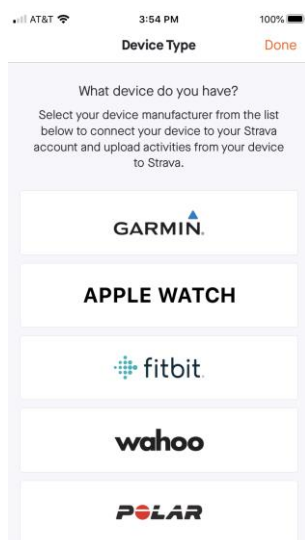 AT&T 3:54 PM 100%
Device Type Done
What device do you have?
Select your device manufacturer from the list
below to connect your device to your Strava
account and upload activities from your device
to Strava.
GARMIN.
APPLE WATCH
fitbit.
wahoo
POLAR